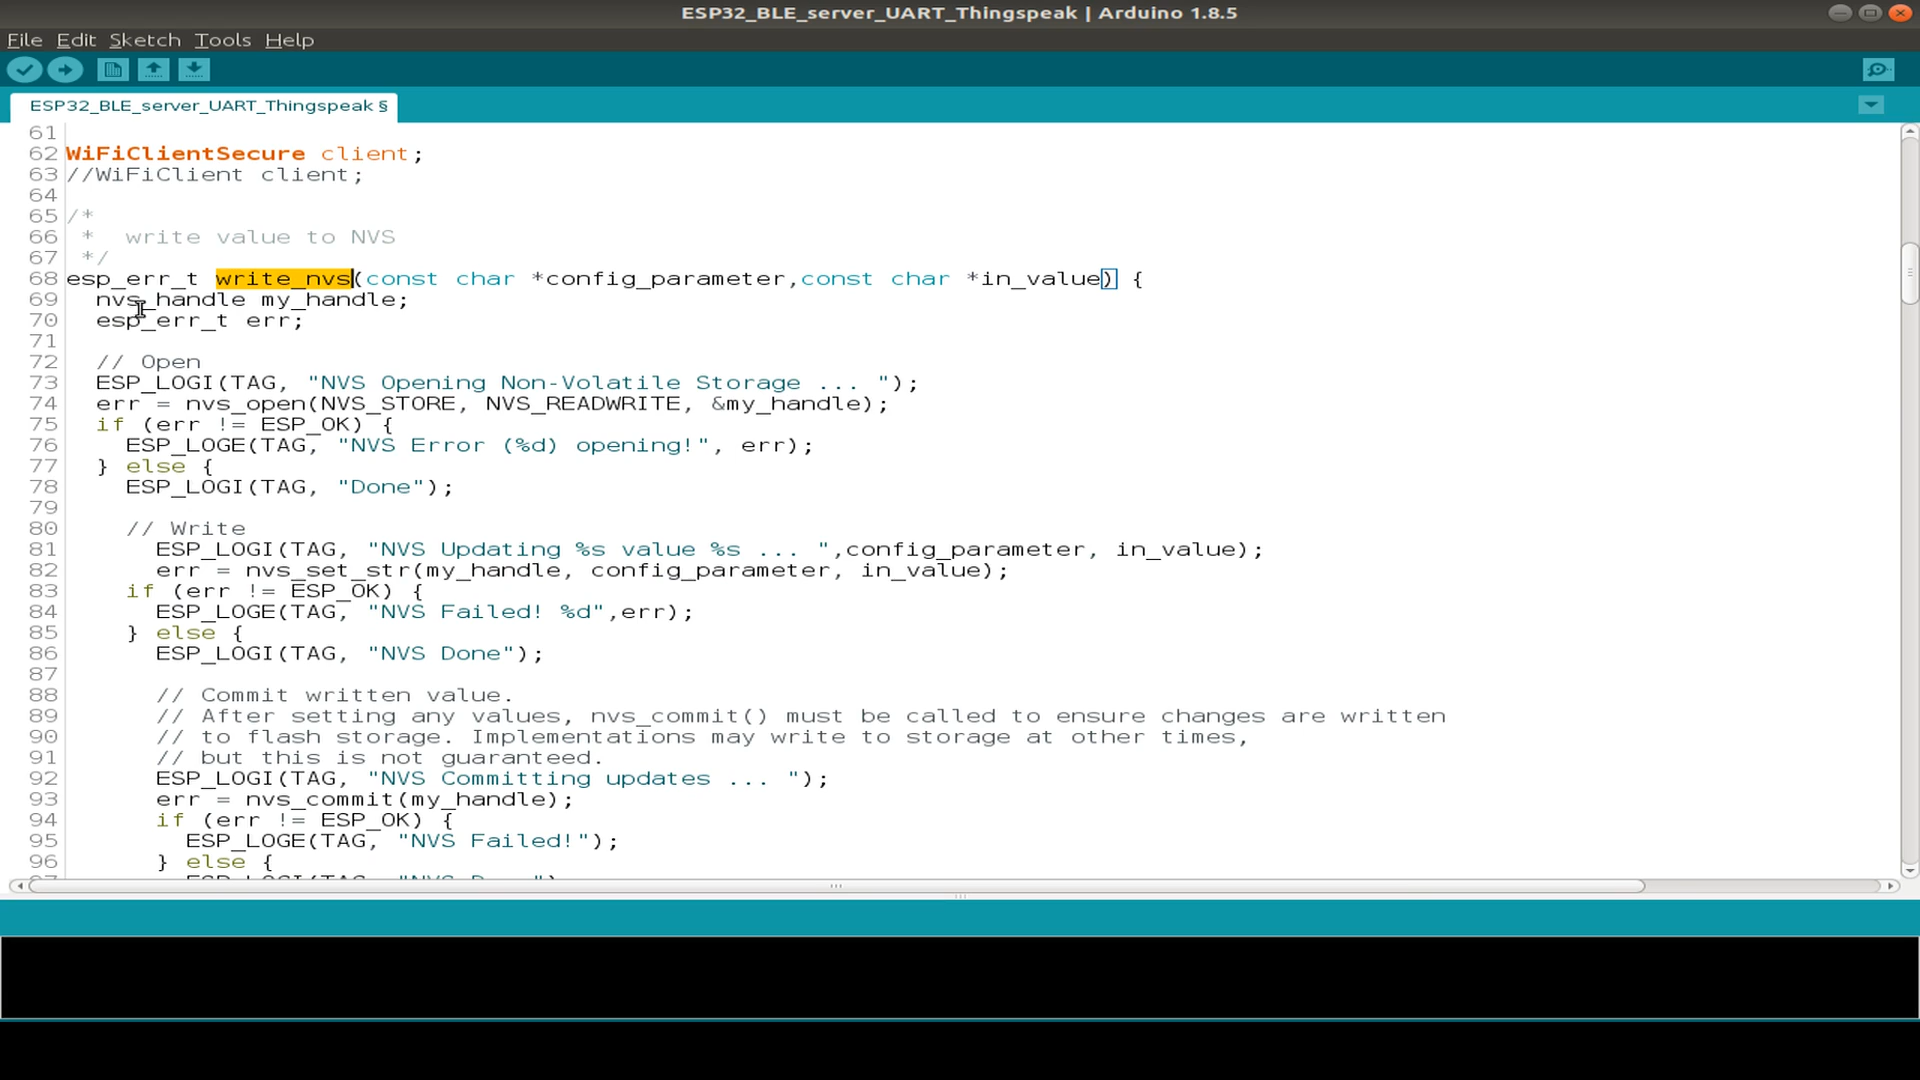 ESP32_BLE_server_UART_Thingspeak | Arduino 1.8.5
File Edit Sketch Tools Help
ESP32_BLE_server_UART_Thingspeak §
61
62 WiFiClientSecure client;
63 //WiFiClient client;
64
65 /*
66  *  write value to NVS
67  */
68 esp_err_t write_nvs(const char *config_parameter,const char *in_value) {
69   nvs_handle my_handle;
70   esp_err_t err;
71
72   // Open
73   ESP_LOGI(TAG, "NVS Opening Non-Volatile Storage ... ");
74   err = nvs_open(NVS_STORE, NVS_READWRITE, &my_handle);
75   if (err != ESP_OK) {
76     ESP_LOGE(TAG, "NVS Error (%d) opening!", err);
77   } else {
78     ESP_LOGI(TAG, "Done");
79
80     // Write
81       ESP_LOGI(TAG, "NVS Updating %s value %s ... ",config_parameter, in_value);
82       err = nvs_set_str(my_handle, config_parameter, in_value);
83     if (err != ESP_OK) {
84       ESP_LOGE(TAG, "NVS Failed! %d",err);
85     } else {
86       ESP_LOGI(TAG, "NVS Done");
87
88       // Commit written value.
89       // After setting any values, nvs_commit() must be called to ensure changes are written
90       // to flash storage. Implementations may write to storage at other times,
91       // but this is not guaranteed.
92       ESP_LOGI(TAG, "NVS Committing updates ... ");
93       err = nvs_commit(my_handle);
94       if (err != ESP_OK) {
95         ESP_LOGE(TAG, "NVS Failed!");
96       } else {